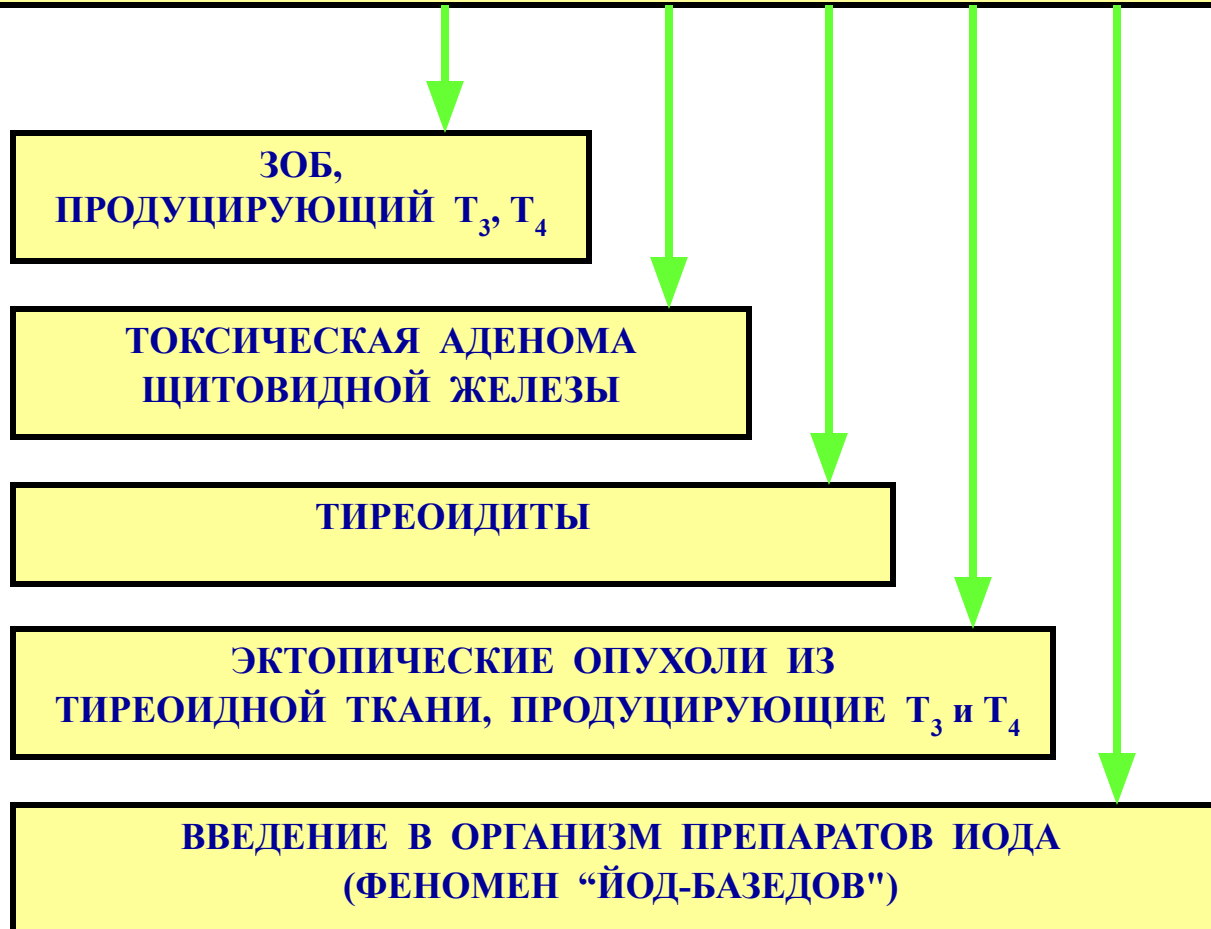 ЗОБ,
ПРОДУЦИРУЮЩИЙ Т₃, Т₄
ТОКСИЧЕСКАЯ АДЕНОМА
ЩИТОВИДНОЙ ЖЕЛЕЗЫ
ТИРЕОИДИТЫ
ЭКТОПИЧЕСКИЕ ОПУХОЛИ ИЗ
ТИРЕОИДНОЙ ТКАНИ, ПРОДУЦИРУЮЩИЕ Т₃ и Т₄
ВВЕДЕНИЕ В ОРГАНИЗМ ПРЕПАРАТОВ ИОДА
(ФЕНОМЕН “ЙОД-БАЗЕДОВ")